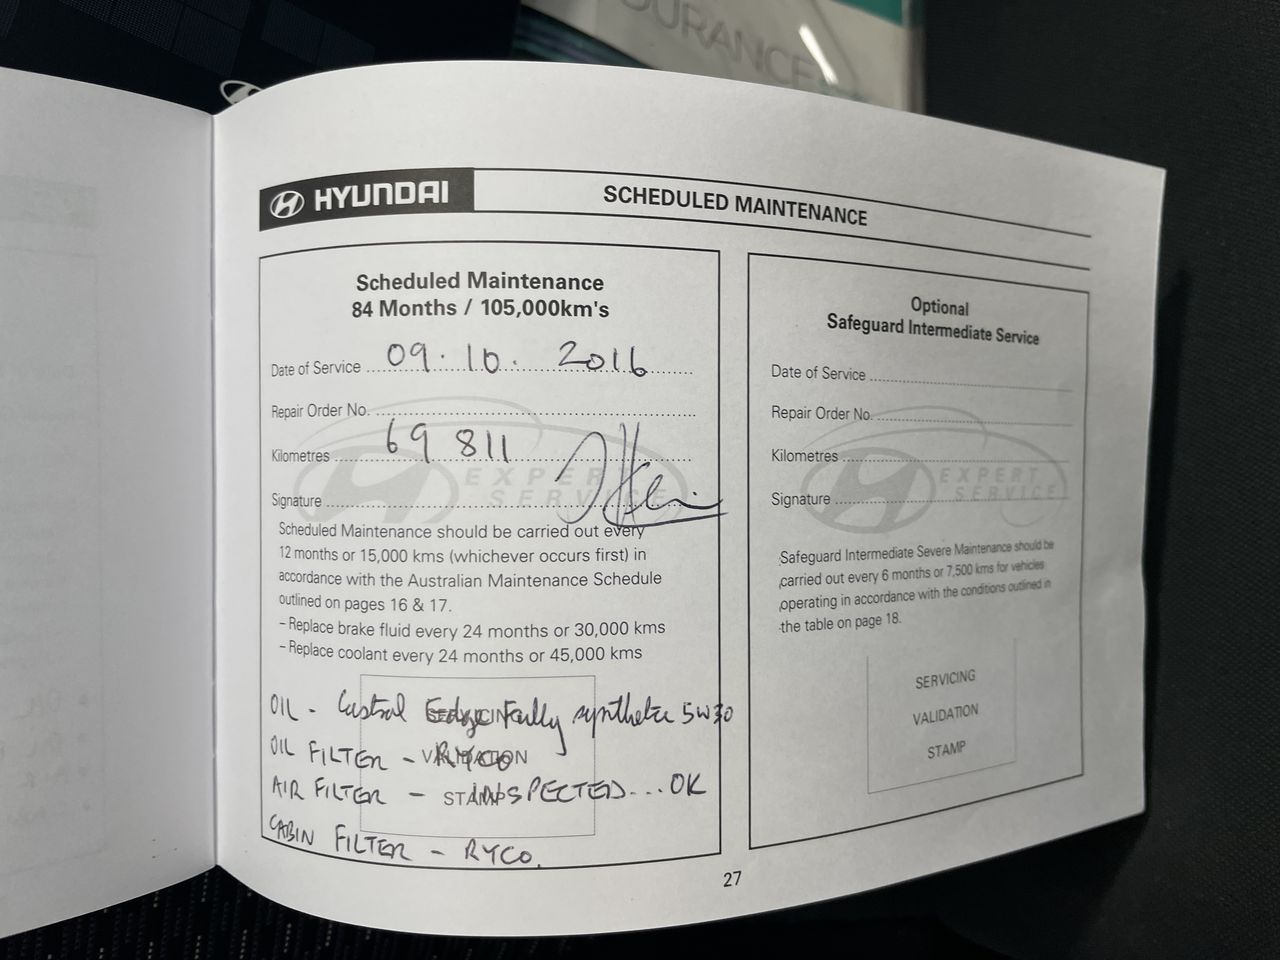 SURANCE
HYUNDAI
SCHEDULED MAINTENANCE
Scheduled Maintenance
84 Months / 105,000km's
Date of Service 09.10.2016
Repair Order No.
Kilometres 69 811
EXPERT
SERVICE
Signature
Scheduled Maintenance should be carried out every
12 months or 15,000 kms (whichever occurs first) in
accordance with the Australian Maintenance Schedule
outlined on pages 16 & 17.
- Replace brake fluid every 24 months or 30,000 kms
- Replace coolant every 24 months or 45,000 kms
SERVICING
VALIDATION
STAMP
OIL - Castrol Edge Fully synthetic 5W30
OIL FILTER - RYCO
AIR FILTER - INSPECTED...OK
CABIN FILTER - RYCO.
Optional
Safeguard Intermediate Service
Date of Service
Repair Order No.
Kilometres
EXPERT
SERVICE
Signature
Safeguard Intermediate Severe Maintenance should be
carried out every 6 months or 7,500 kms for vehicles
operating in accordance with the conditions outlined in
the table on page 18.
SERVICING
VALIDATION
STAMP
27